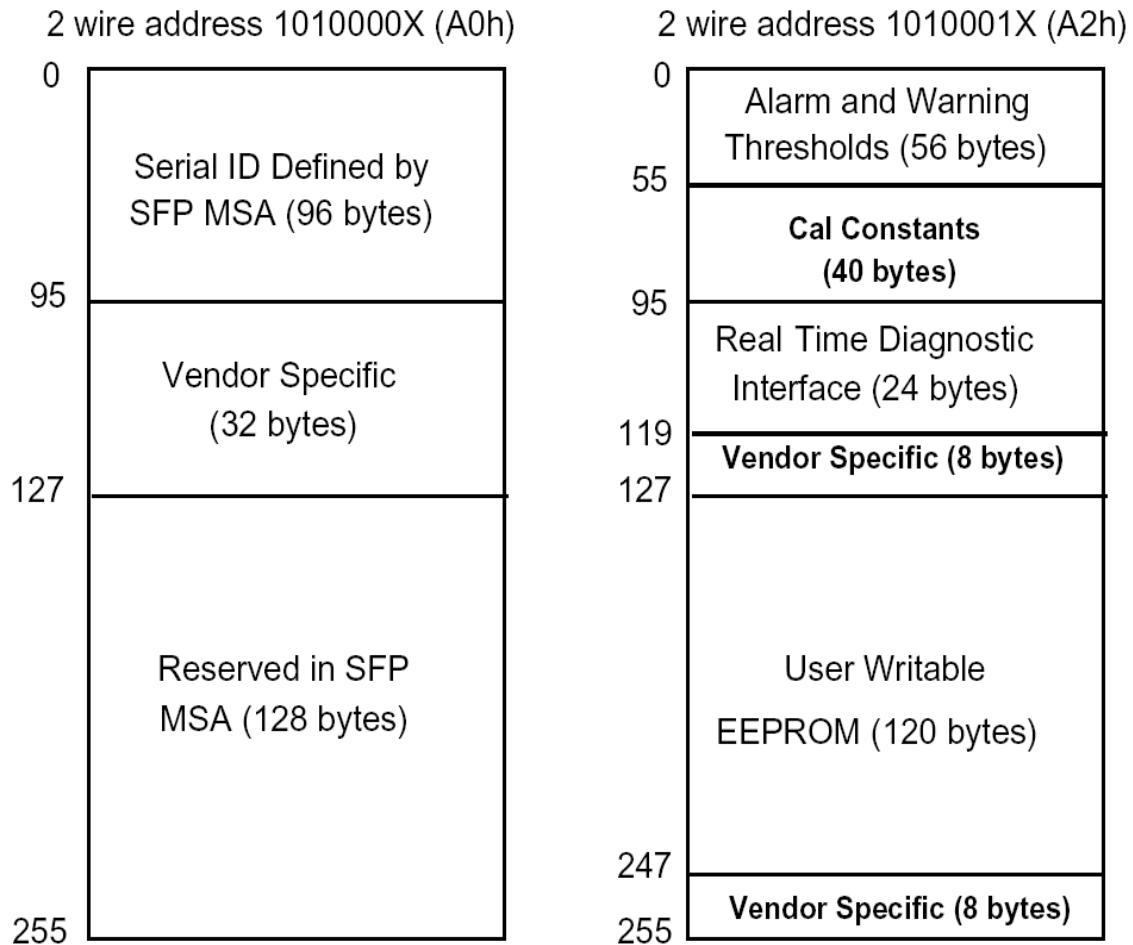 2 wire address 1010000X (A0h)
0
Serial ID Defined by
SFP MSA (96 bytes)
95
Vendor Specific
(32 bytes)
127
Reserved in SFP
MSA (128 bytes)
255
2 wire address 1010001X (A2h)
0
Alarm and Warning
Thresholds (56 bytes)
55
Cal Constants
(40 bytes)
95
Real Time Diagnostic
Interface (24 bytes)
119
Vendor Specific (8 bytes)
127
User Writable
EEPROM (120 bytes)
247
Vendor Specific (8 bytes)
255